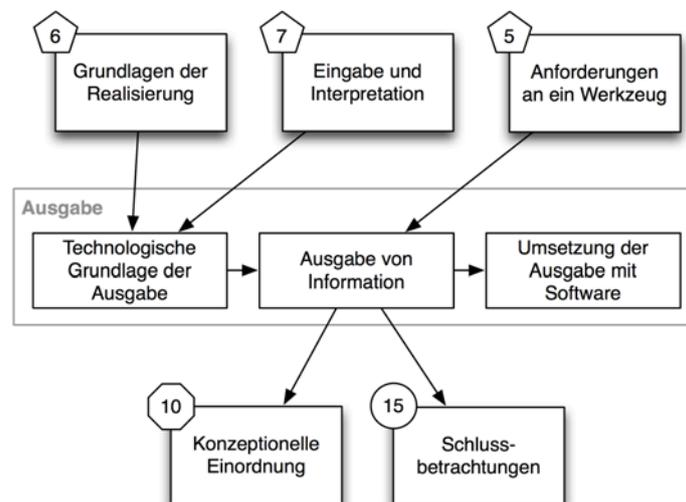 6
Grundlagen der
Realisierung
7
Eingabe und
Interpretation
5
Anforderungen
an ein Werkzeug
Ausgabe
Technologische
Grundlage der
Ausgabe
Ausgabe von
Information
Umsetzung der
Ausgabe mit
Software
10
Konzeptionelle
Einordnung
15
Schluss-
betrachtungen